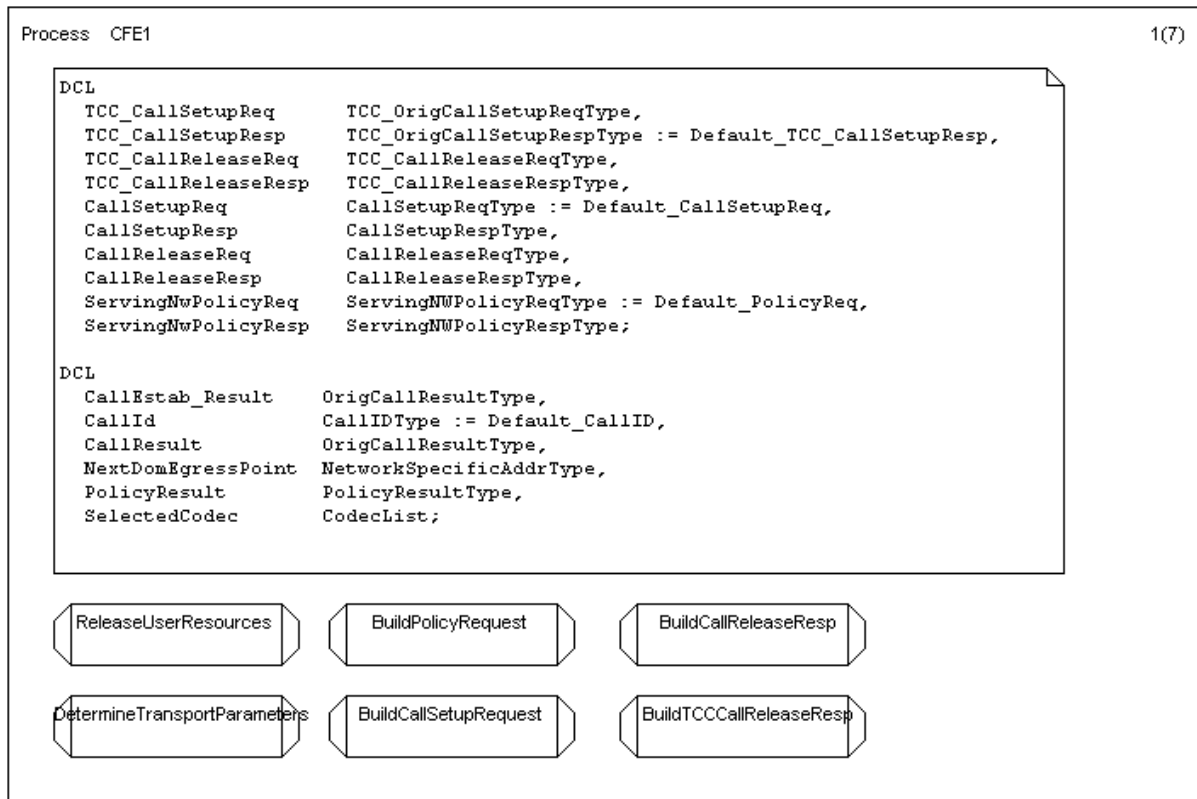 Process CFE1 1(7)
DCL
TCC_CallSetupReq TCC_OrigCallSetupReqType,
TCC_CallSetupResp TCC_OrigCallSetupRespType := Default_TCC_CallSetupResp,
TCC_CallReleaseReq TCC_CallReleaseReqType,
TCC_CallReleaseResp TCC_CallReleaseRespType,
CallSetupReq CallSetupReqType := Default_CallSetupReq,
CallSetupResp CallSetupRespType,
CallReleaseReq CallReleaseReqType,
CallReleaseResp CallReleaseRespType,
ServingNwPolicyReq ServingNWPolicyReqType := Default_PolicyReq,
ServingNwPolicyResp ServingNWPolicyRespType;
DCL
CallEstab_Result OrigCallResultType,
CallId CallIDType := Default_CallID,
CallResult OrigCallResultType,
NextDomEgressPoint NetworkSpecificAddrType,
PolicyResult PolicyResultType,
SelectedCodec CodecList;
ReleaseUserResources BuildPolicyRequest BuildCallReleaseResp
DetermineTransportParameters BuildCallSetupRequest BuildTCCCallReleaseResp